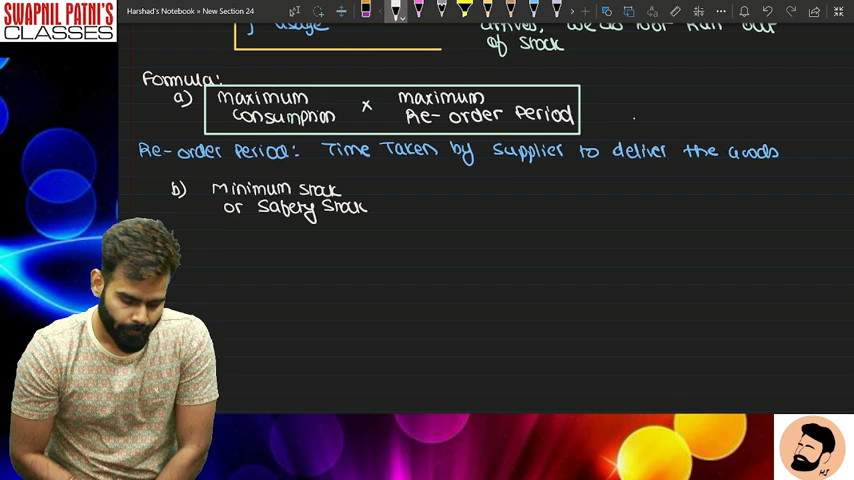 SWAPNIL PATNI'S
CLASSES
Harshad's Notebook » New Section 24
usage
arrives, we do not run out
of stock
Formula:
a) maximum consumption x maximum Re-order Period
Re-order Period: Time Taken by supplier to deliver the goods
b) Minimum stock
or Safety Stock
HS